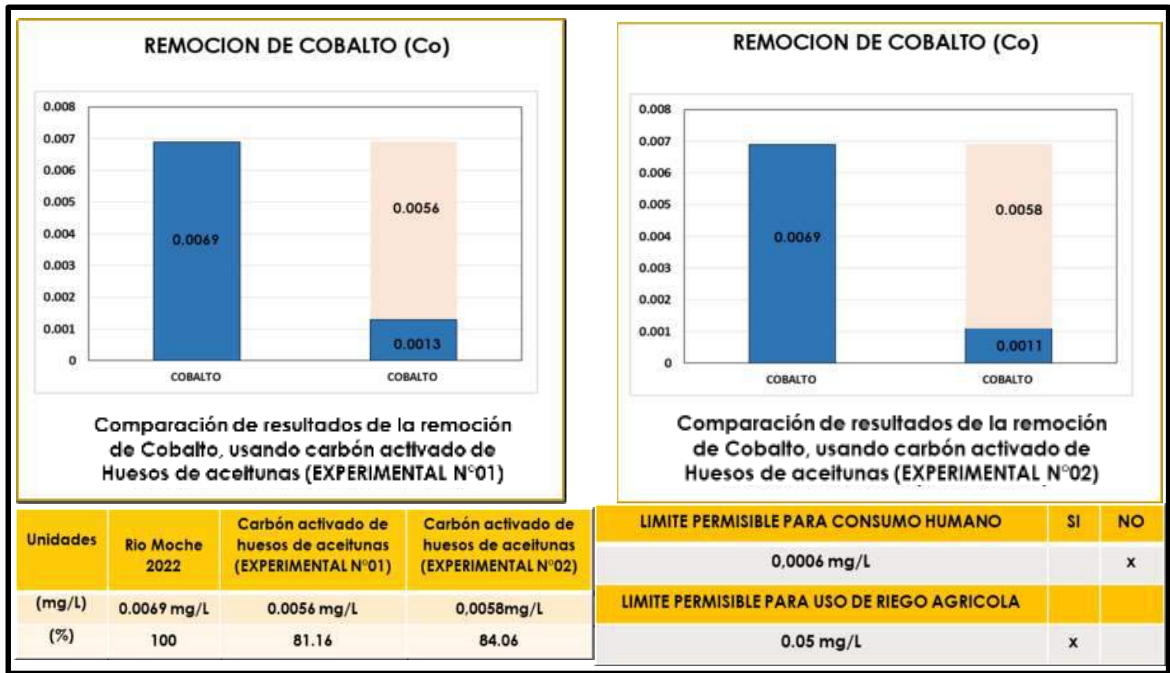 REMOCION DE COBALTO (Co)
0.008
0.007
0.006
0.005
0.004
0.003
0.002
0.001
0
0.0069
0.0056
0.0013
COBALTO
COBALTO
Comparación de resultados de la remoción
de Cobalto, usando carbón activado de
Huesos de aceitunas (EXPERIMENTAL N°01)
REMOCION DE COBALTO (Co)
0.008
0.007
0.006
0.005
0.004
0.003
0.002
0.001
0
0.0069
0.0058
0.0011
COBALTO
COBALTO
Comparación de resultados de la remoción
de Cobalto, usando carbón activado de
Huesos de aceitunas (EXPERIMENTAL N°02)
Unidades
Rio Moche
2022
Carbón activado de
huesos de aceitunas
(EXPERIMENTAL N°01)
Carbón activado de
huesos de aceitunas
(EXPERIMENTAL N°02)
(mg/L) 0.0069 mg/L 0.0056 mg/L 0,0058mg/L
(%) 100 81.16 84.06
LIMITE PERMISIBLE PARA CONSUMO HUMANO SI NO
0,0006 mg/L x
LIMITE PERMISIBLE PARA USO DE RIEGO AGRICOLA
0.05 mg/L x